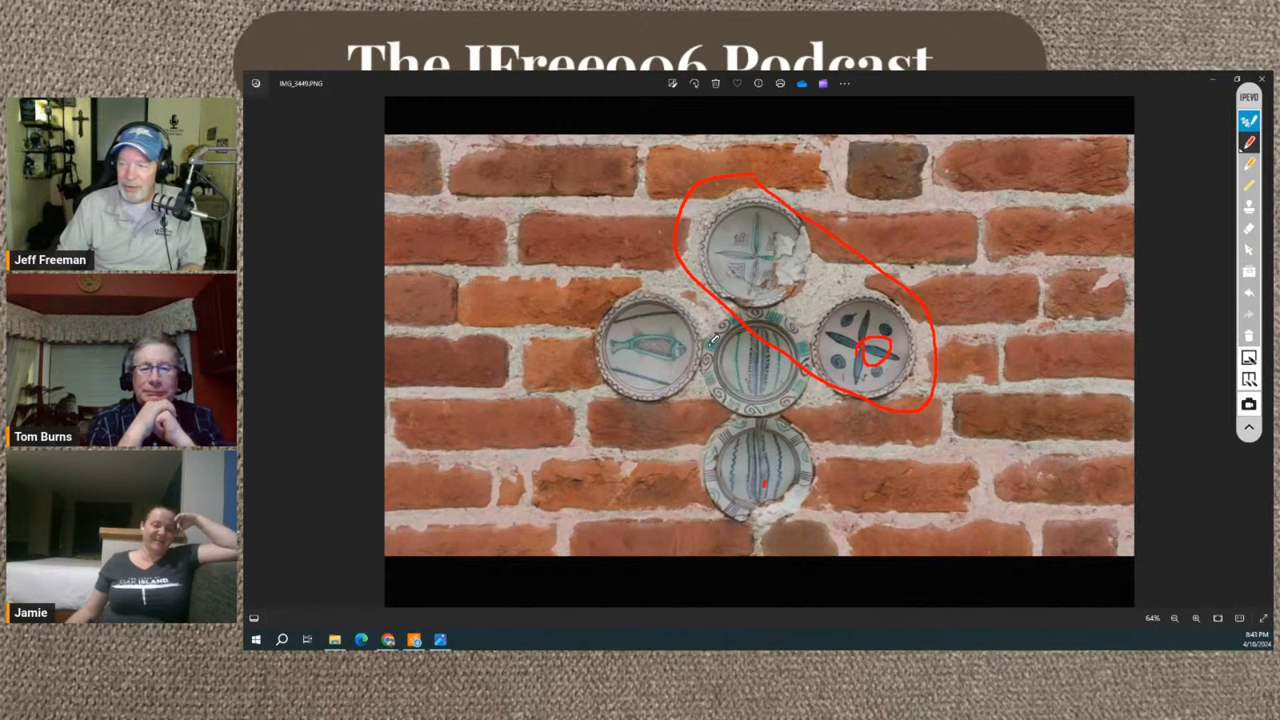 The JFree906 Podcast
IMG_3449.PNG
IPEVO
Jeff Freeman
Tom Burns
OAK ISLAND
Jamie
64%
8:43 PM
4/10/2024